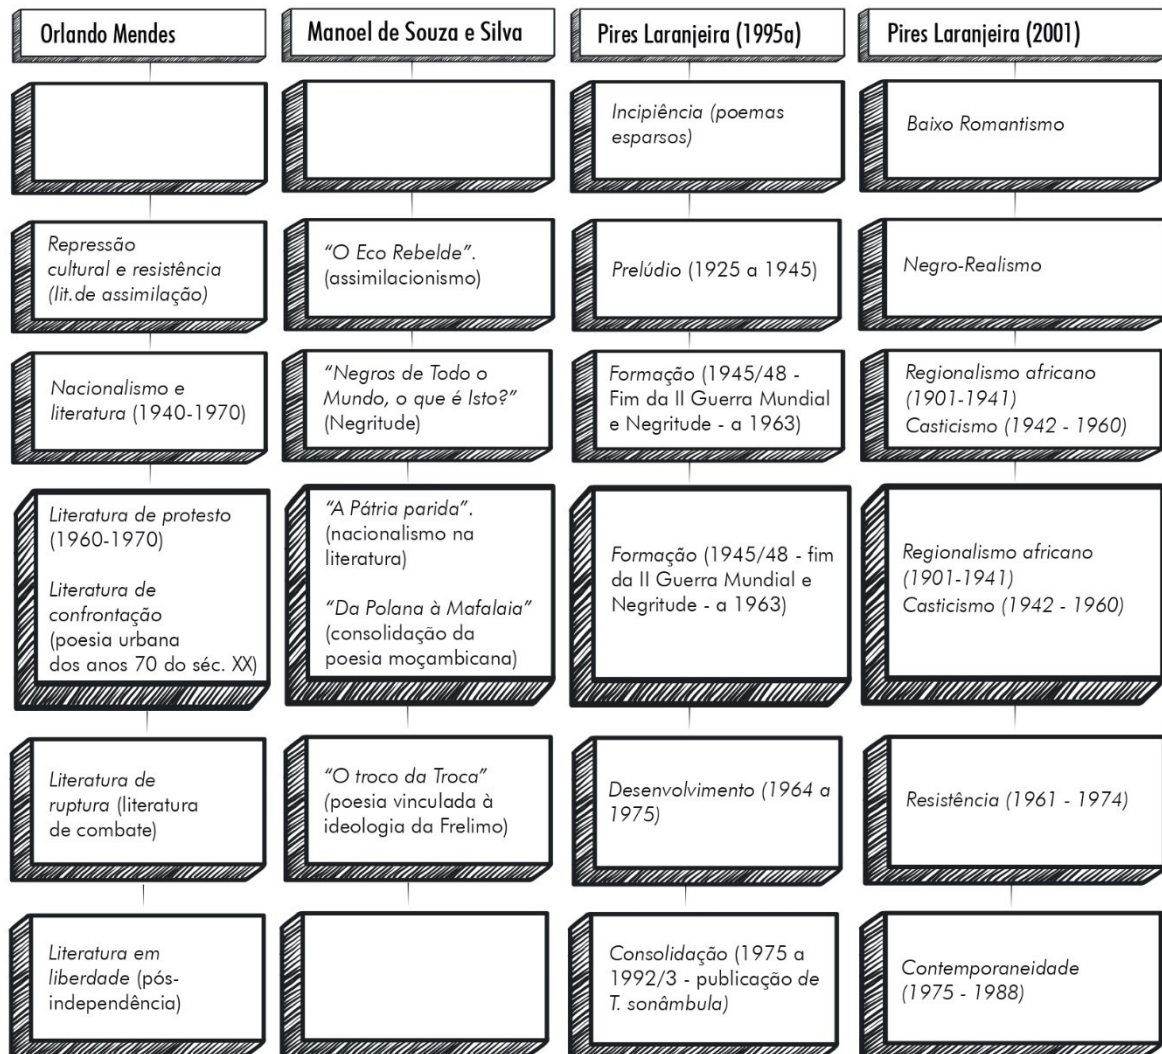 Orlando Mendes
Manoel de Souza e Silva
Pires Laranjeira (1995a)
Pires Laranjeira (2001)
Incipiência (poemas
esparsos)
Baixo Romantismo
Repressão
cultural e resistência
(lit.de assimilação)
“O Eco Rebelde”.
(assimilacionismo)
Prelúdio (1925 a 1945)
Negro-Realismo
Nacionalismo e
literatura (1940-1970)
“Negros de Todo o
Mundo, o que é Isto?”
(Negritude)
Formação (1945/48 -
Fim da II Guerra Mundial
e Negritude - a 1963)
Regionalismo africano
(1901-1941)
Casticismo (1942 - 1960)
Literatura de protesto
(1960-1970)
Literatura de
confrontação
(poesia urbana
dos anos 70 do séc. XX)
“A Pátria parida”.
(nacionalismo na
literatura)
“Da Polana à Mafalaia”
(consolidação da
poesia moçambicana)
Formação (1945/48 - fim
da II Guerra Mundial e
Negritude - a 1963)
Regionalismo africano
(1901-1941)
Casticismo (1942 - 1960)
Literatura de
ruptura (literatura
de combate)
“O troco da Troca”
(poesia vinculada à
ideologia da Frelimo)
Desenvolvimento (1964 a
1975)
Resistência (1961 - 1974)
Literatura em
liberdade (pós-
independência)
Consolidação (1975 a
1992/3 - publicação de
T. sonâmbula)
Contemporaneidade
(1975 - 1988)